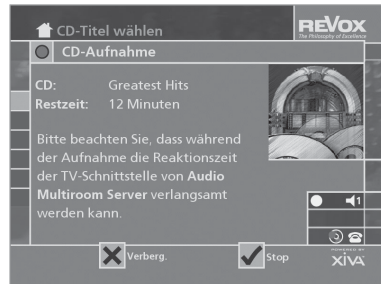 CD-Titel wählen
REVOX
The Philosophy of Excellence
CD-Aufnahme
CD: Greatest Hits
Restzeit: 12 Minuten
Bitte beachten Sie, dass während
der Aufnahme die Reaktionszeit
der TV-Schnittstelle von Audio
Multiroom Server verlangsamt
werden kann.
1
Verberg.
Stop
POWERED BY
XiVA